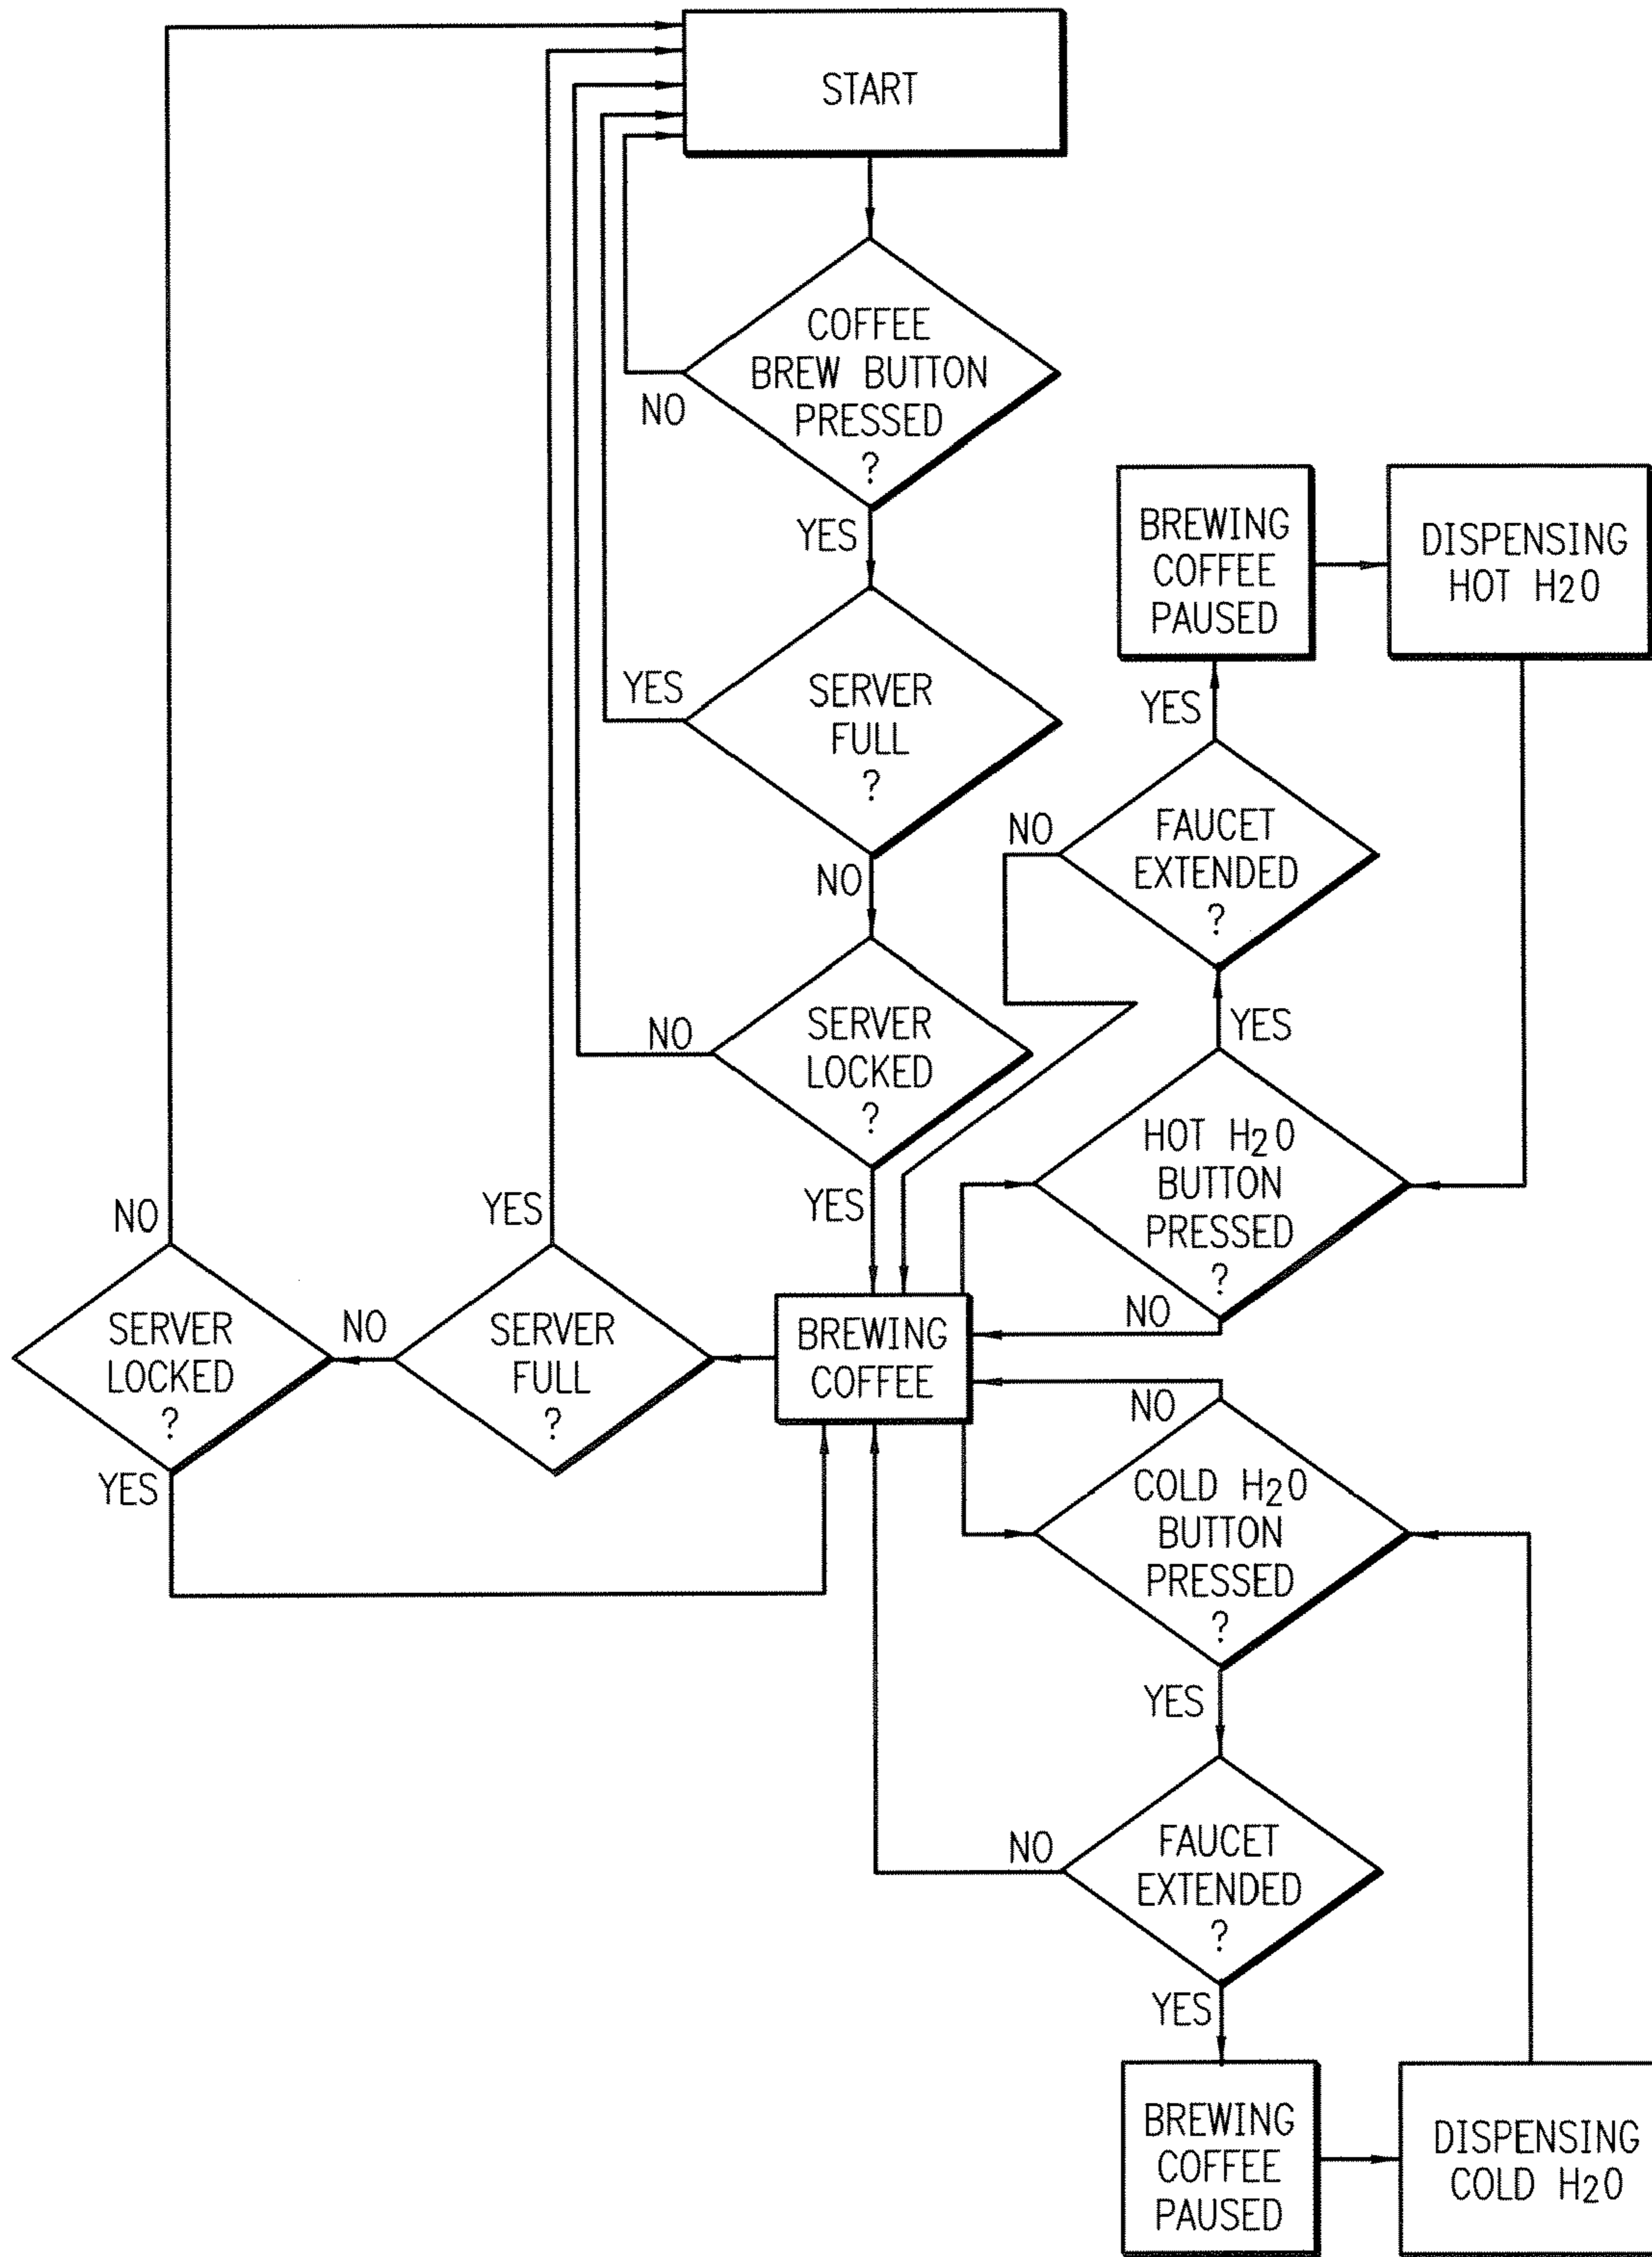 START
COFFEE
BREW BUTTON
PRESSED
?
NO
YES
SERVER
FULL
?
YES
NO
SERVER
LOCKED
?
NO
YES
BREWING
COFFEE
PAUSED
DISPENSING
HOT H2O
YES
FAUCET
EXTENDED
?
NO
YES
HOT H2O
BUTTON
PRESSED
?
NO
BREWING
COFFEE
SERVER
FULL
?
YES
NO
SERVER
LOCKED
?
NO
YES
NO
COLD H2O
BUTTON
PRESSED
?
YES
FAUCET
EXTENDED
?
NO
YES
BREWING
COFFEE
PAUSED
DISPENSING
COLD H2O